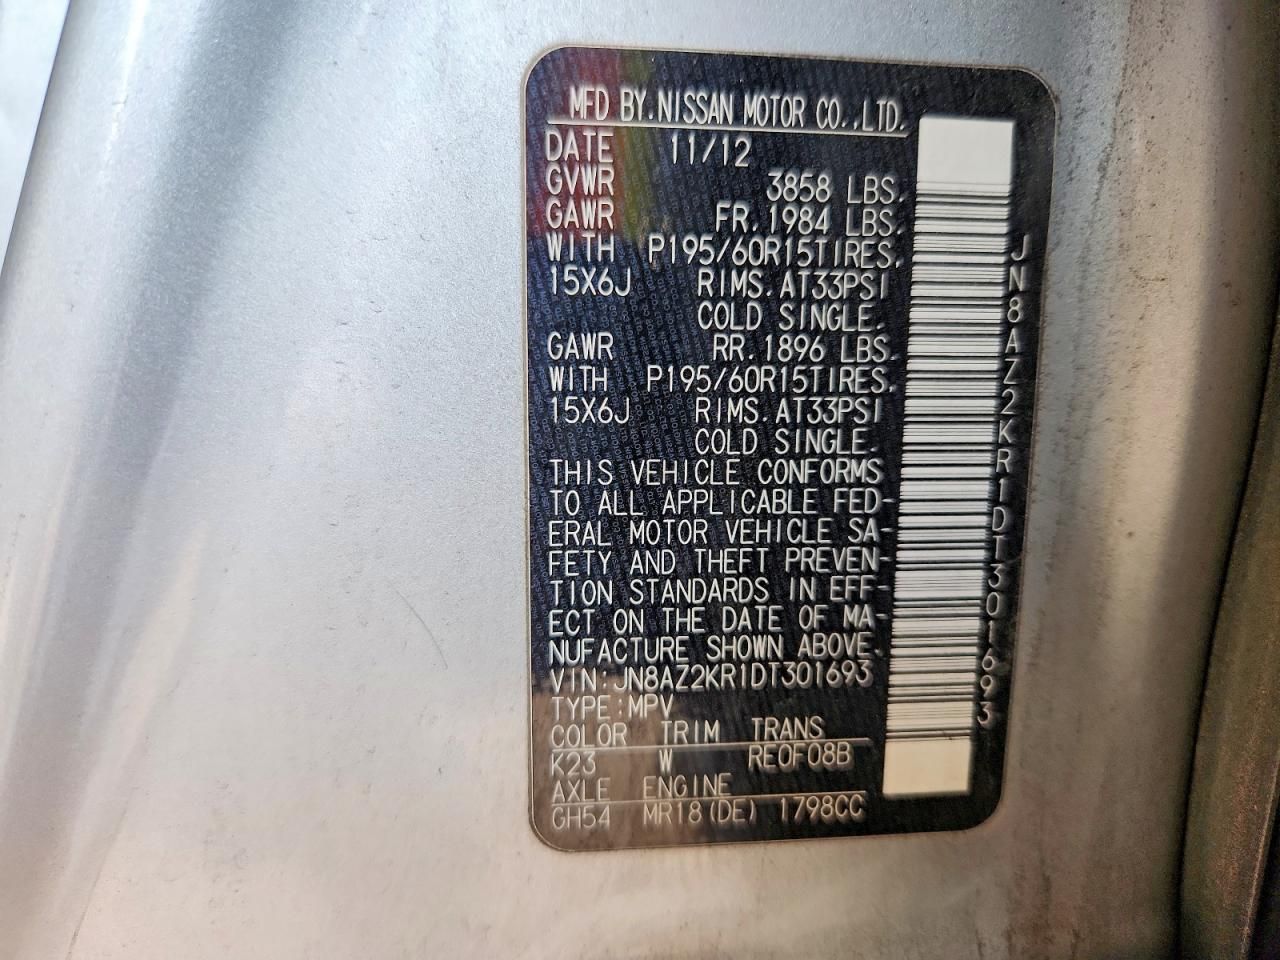 MFD BY.NISSAN MOTOR CO.,LTD.
DATE 11/12
GVWR 3858 LBS.
GAWR FR.1984 LBS.
WITH P195/60R15TIRES.
15X6J RIMS.AT33PSI
COLD SINGLE.
GAWR RR.1896 LBS.
WITH P195/60R15TIRES.
15X6J RIMS.AT33PSI
COLD SINGLE.
THIS VEHICLE CONFORMS
TO ALL APPLICABLE FED-
ERAL MOTOR VEHICLE SA-
FETY AND THEFT PREVEN-
TION STANDARDS IN EFF-
ECT ON THE DATE OF MA-
NUFACTURE SHOWN ABOVE.
VIN:JN8AZ2KR1DT301693
TYPE:MPV
COLOR TRIM TRANS
K23 W RE0F08B
AXLE ENGINE
GH54 MR18(DE) 1798CC
JN8AZ2KR1DT301693